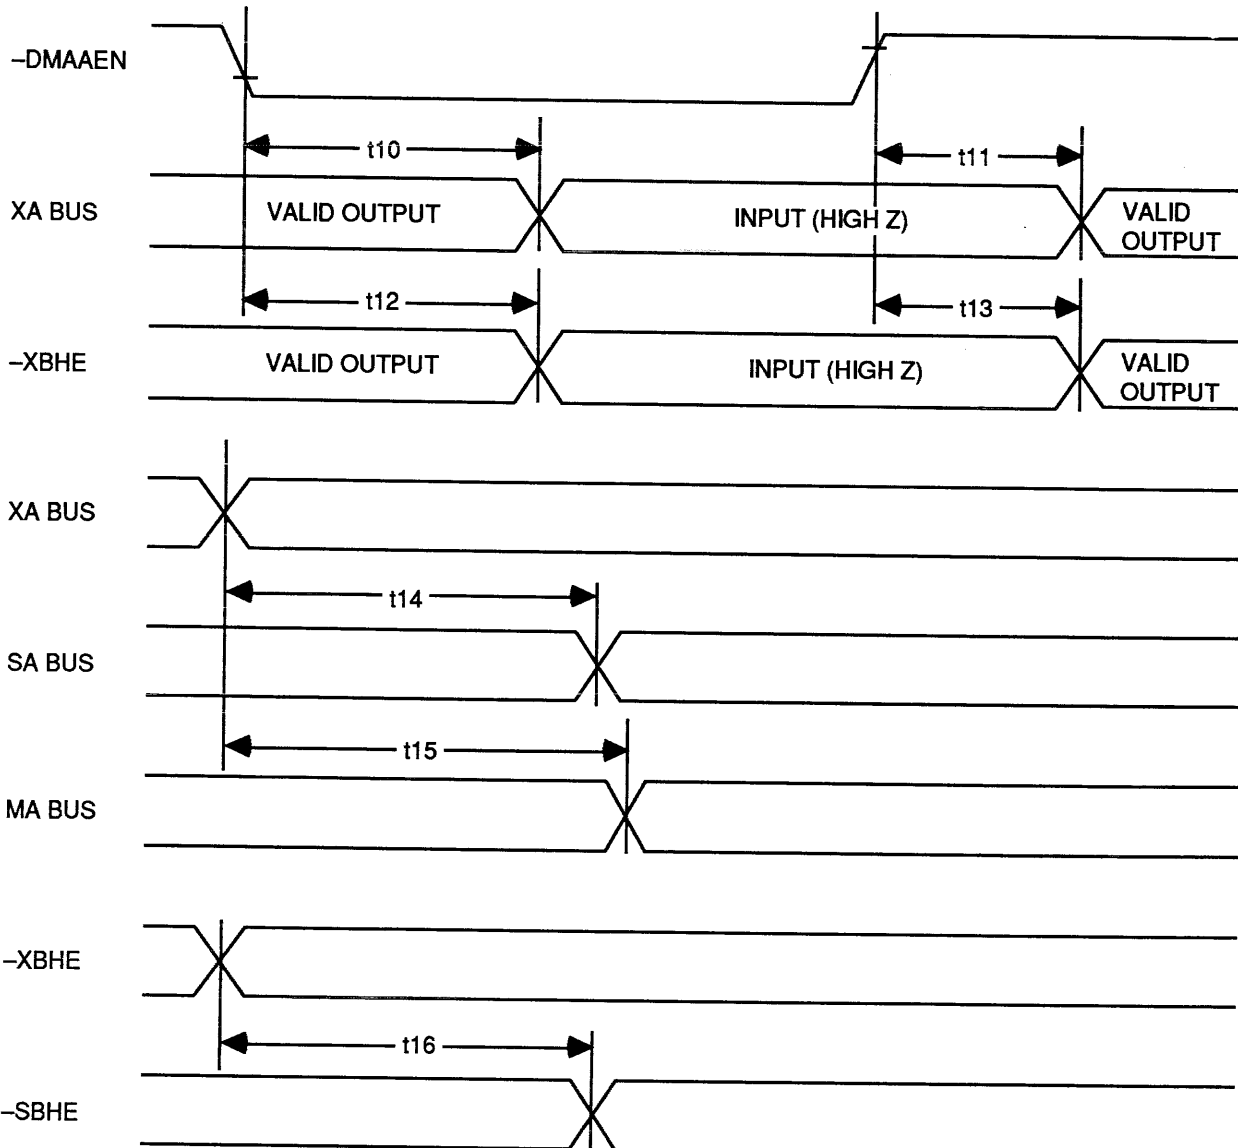 –DMAAEN
t10
t11
XA BUS
VALID OUTPUT
INPUT (HIGH Z)
VALID
OUTPUT
t12
t13
–XBHE
VALID OUTPUT
INPUT (HIGH Z)
VALID
OUTPUT
XA BUS
t14
SA BUS
t15
MA BUS
–XBHE
t16
–SBHE